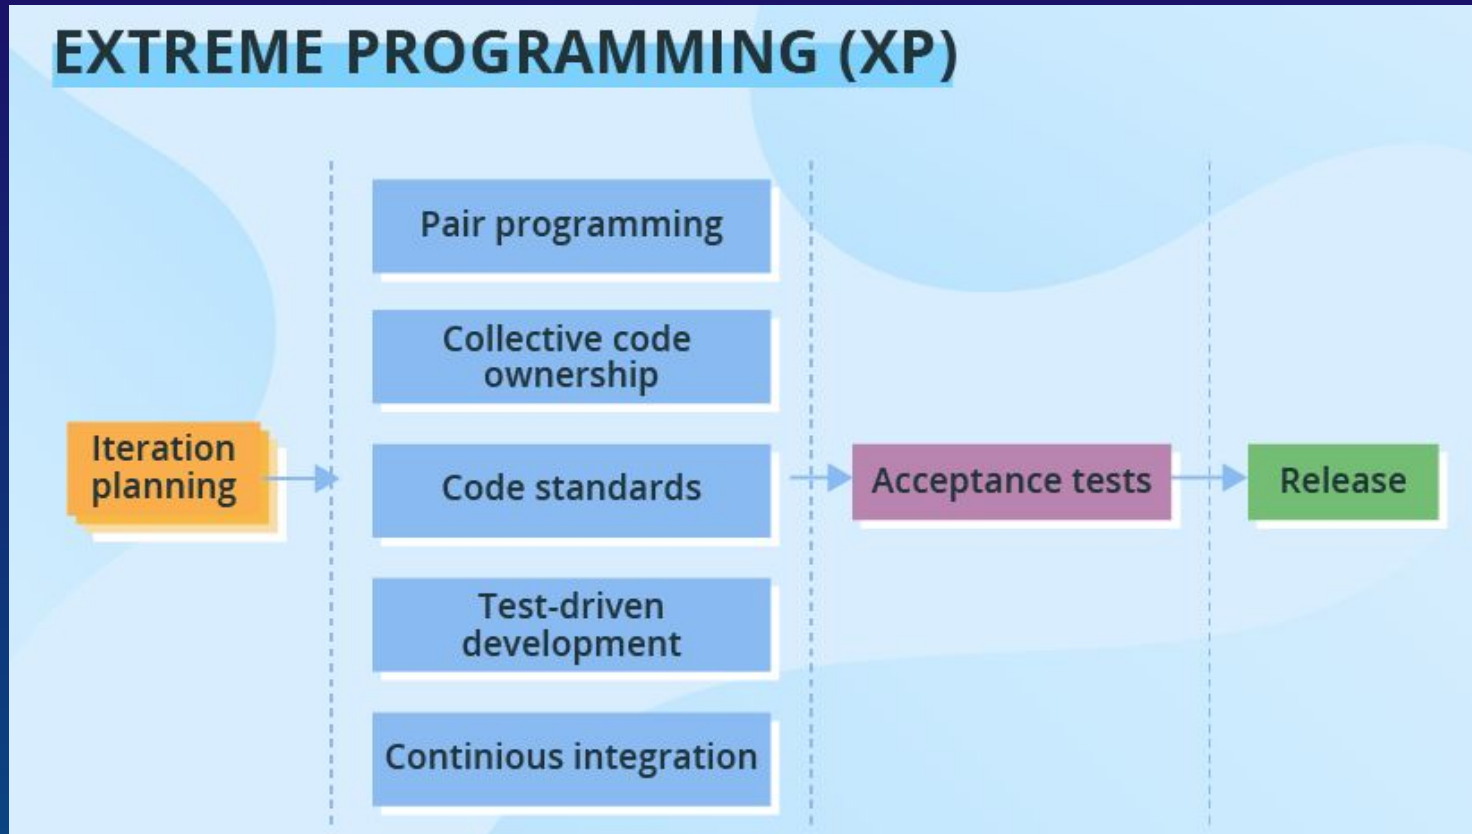 EXTREME PROGRAMMING (XP)
Iteration
planning
Pair programming
Collective code
ownership
Code standards
Test-driven
development
Continious integration
Acceptance tests
Release